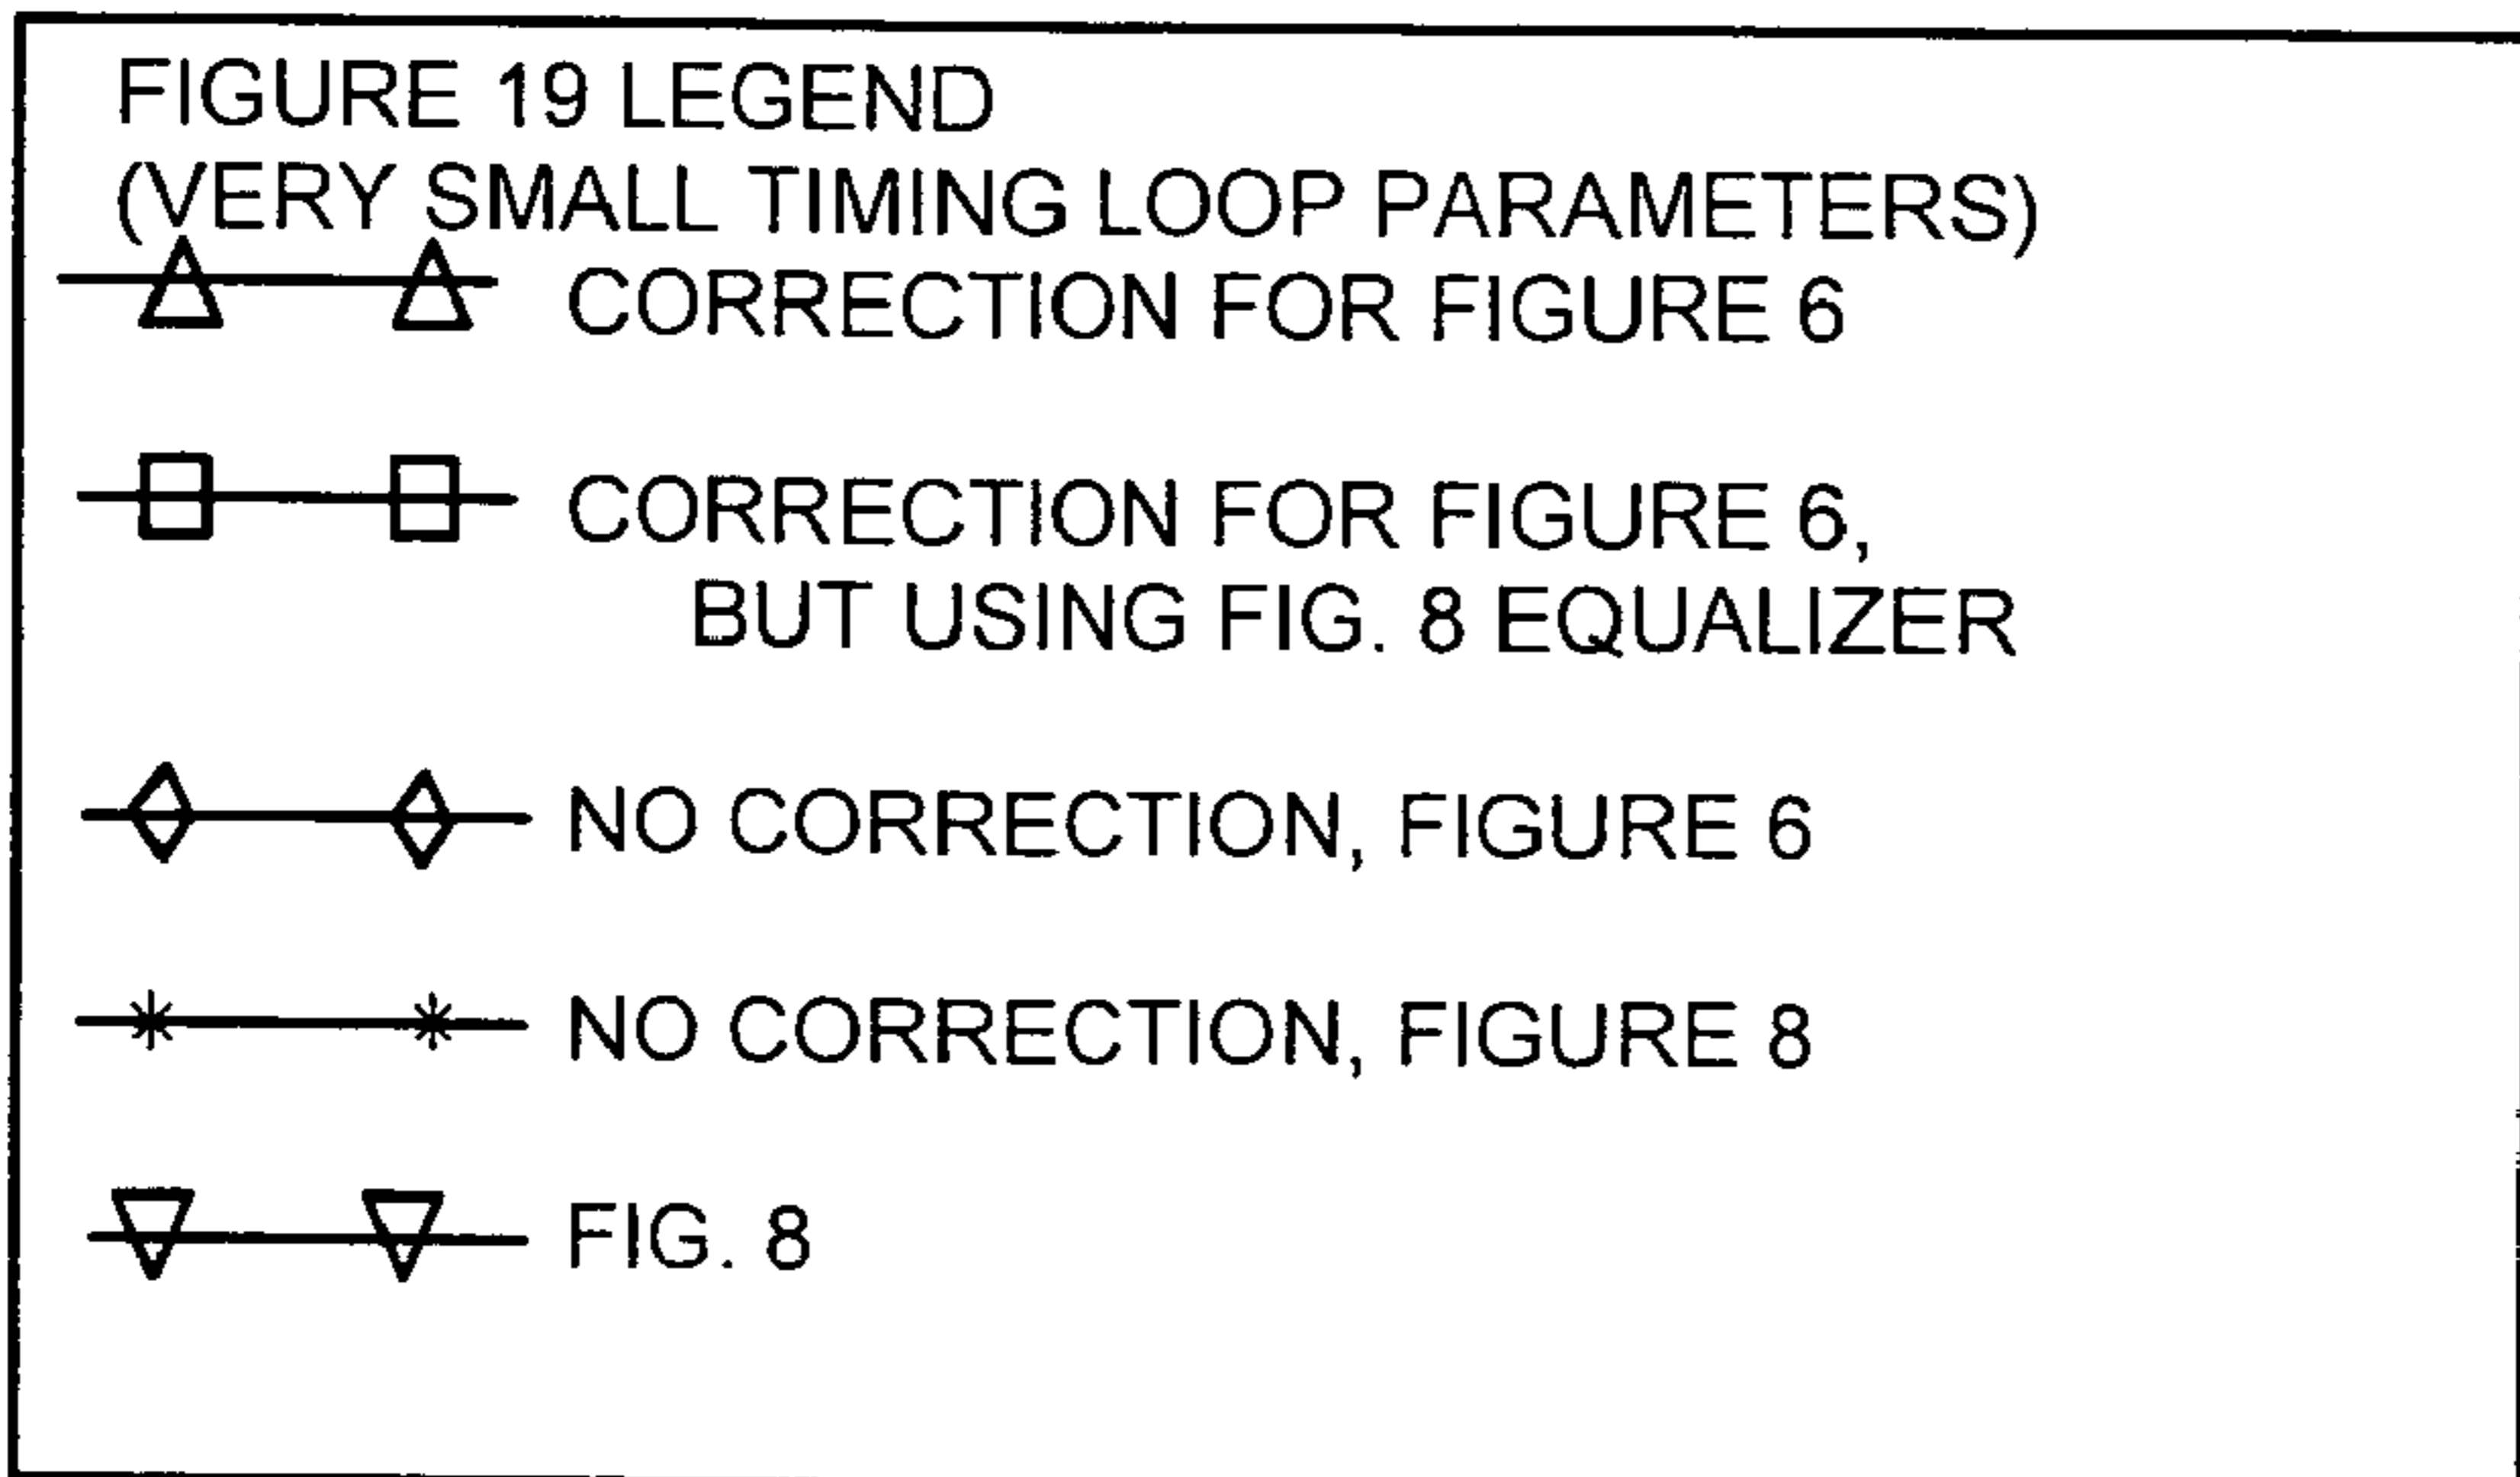 FIGURE 19 LEGEND
(VERY SMALL TIMING LOOP PARAMETERS)
CORRECTION FOR FIGURE 6
CORRECTION FOR FIGURE 6,
BUT USING FIG. 8 EQUALIZER
NO CORRECTION, FIGURE 6
NO CORRECTION, FIGURE 8
FIG. 8